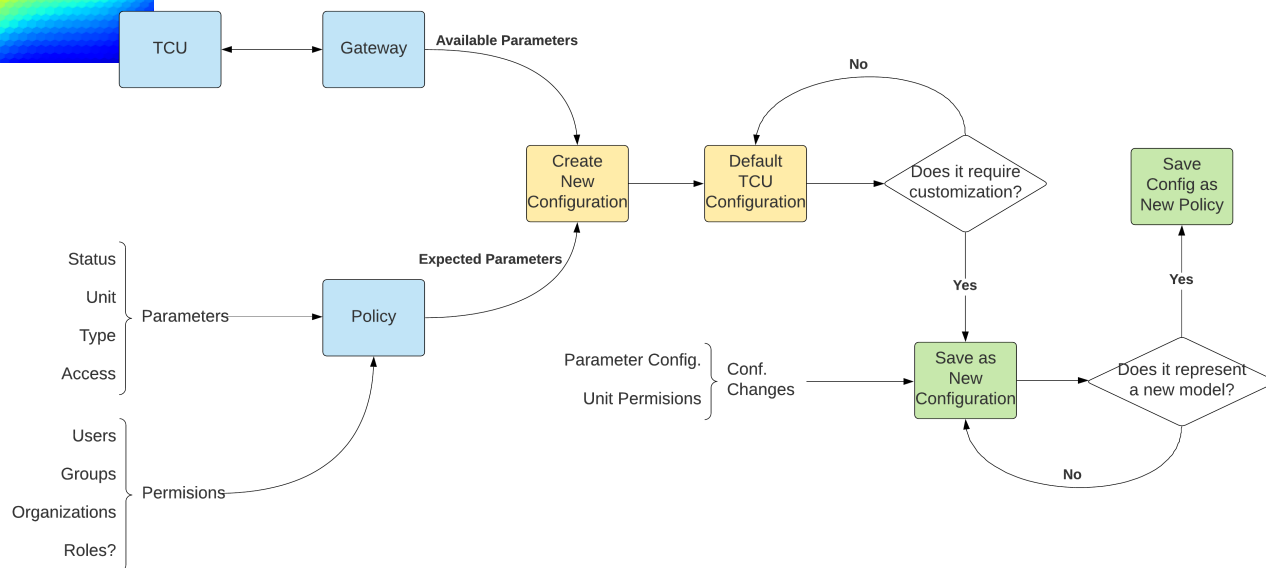 TCU
Gateway
Available Parameters
No
Create
New
Configuration
Default
TCU
Configuration
Does it require
customization?
Save
Config as
New Policy
Status
Unit
Type
Access
Parameters
Expected Parameters
Policy
Yes
Yes
Parameter Config.
Unit Permisions
Conf.
Changes
Save as
New
Configuration
Does it represent
a new model?
Users
Groups
Organizations
Roles?
Permisions
No